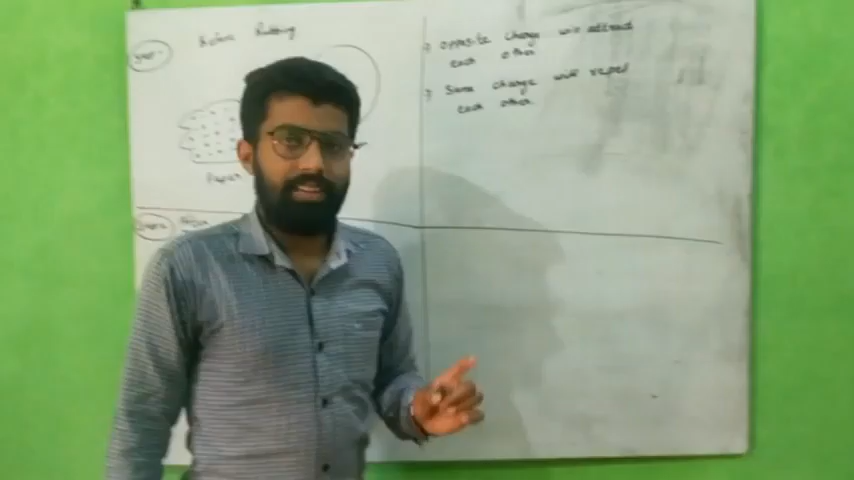 Before Rubbing
Paper
→ opposite charge will attract
each other
→ Same charge will repel
each other